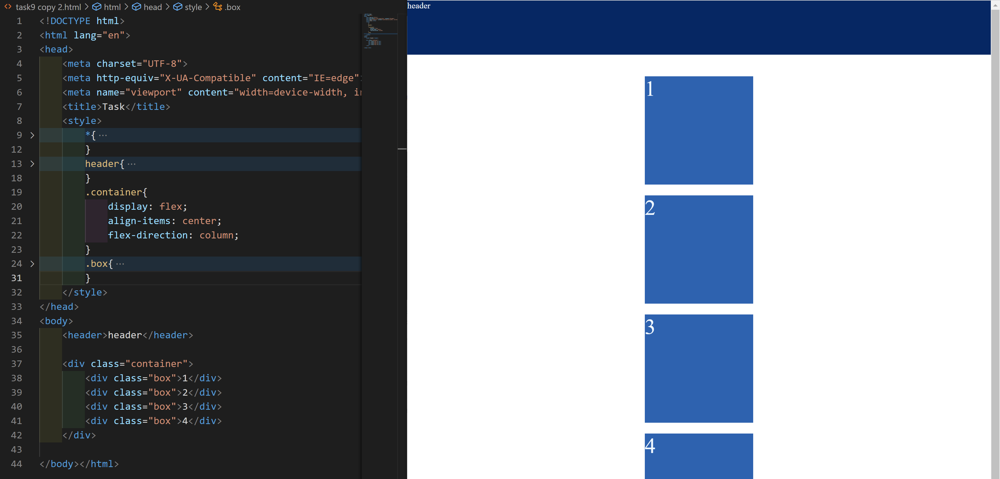 task9 copy 2.html > html > head > style > .box
1 <!DOCTYPE html>
2 <html lang="en">
3 <head>
4 <meta charset="UTF-8">
5 <meta http-equiv="X-UA-Compatible" content="IE=edge">
6 <meta name="viewport" content="width=device-width, in
7 <title>Task</title>
8 <style>
9 > *{ ···
12 }
13 > header{ ···
18 }
19 .container{
20 display: flex;
21 align-items: center;
22 flex-direction: column;
23 }
24 > .box{ ···
31 }
32 </style>
33 </head>
34 <body>
35 <header>header</header>
36
37 <div class="container">
38 <div class="box">1</div>
39 <div class="box">2</div>
40 <div class="box">3</div>
41 <div class="box">4</div>
42 </div>
43
44 </body></html>
header
1
2
3
4